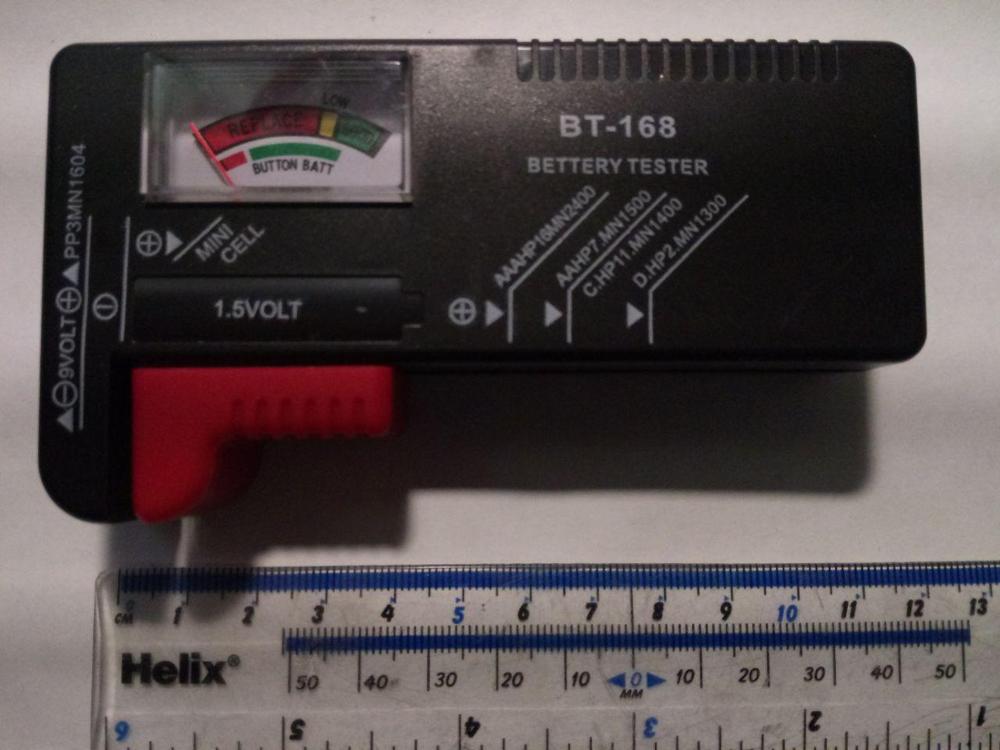 REPLACE
LOW
GOOD
BUTTON BATT
BT-168
BETTERY TESTER
AAAHP16MN2400
AAHP7.MN1500
C.HP11.MN1400
D.HP2.MN1300
9VOLT
PP3MN1604
MINI
CELL
1.5VOLT
0 1 2 3 4 5 6 7 8 9 10 11 12 13
CM
Helix®
50 40 30 20 10 0 10 20 30 40 50
MM
6 5 4 3 2 1